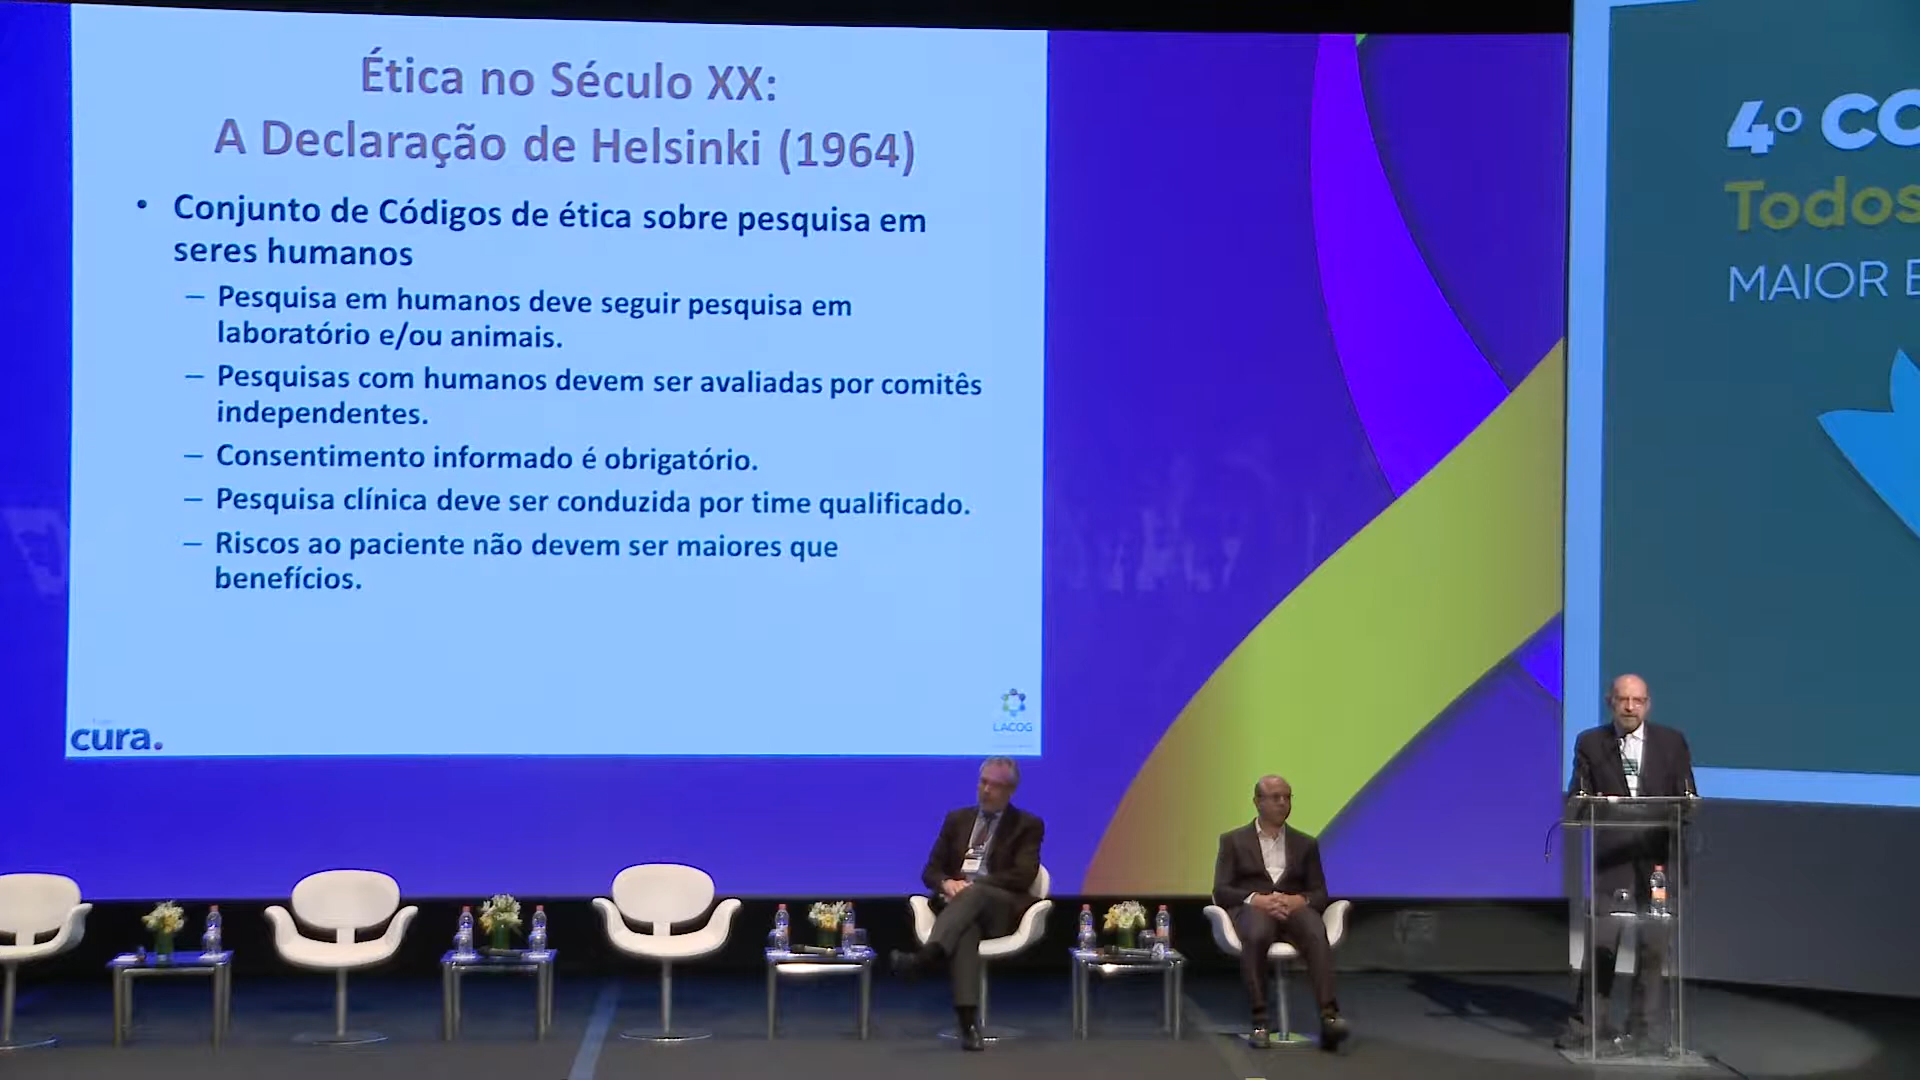 Ética no Século XX:
A Declaração de Helsinki (1964)
• Conjunto de Códigos de ética sobre pesquisa em
seres humanos
– Pesquisa em humanos deve seguir pesquisa em
laboratório e/ou animais.
– Pesquisas com humanos devem ser avaliadas por comitês
independentes.
– Consentimento informado é obrigatório.
– Pesquisa clínica deve ser conduzida por time qualificado.
– Riscos ao paciente não devem ser maiores que
benefícios.
cura.
LACOG
4º CO
Todos
MAIOR E